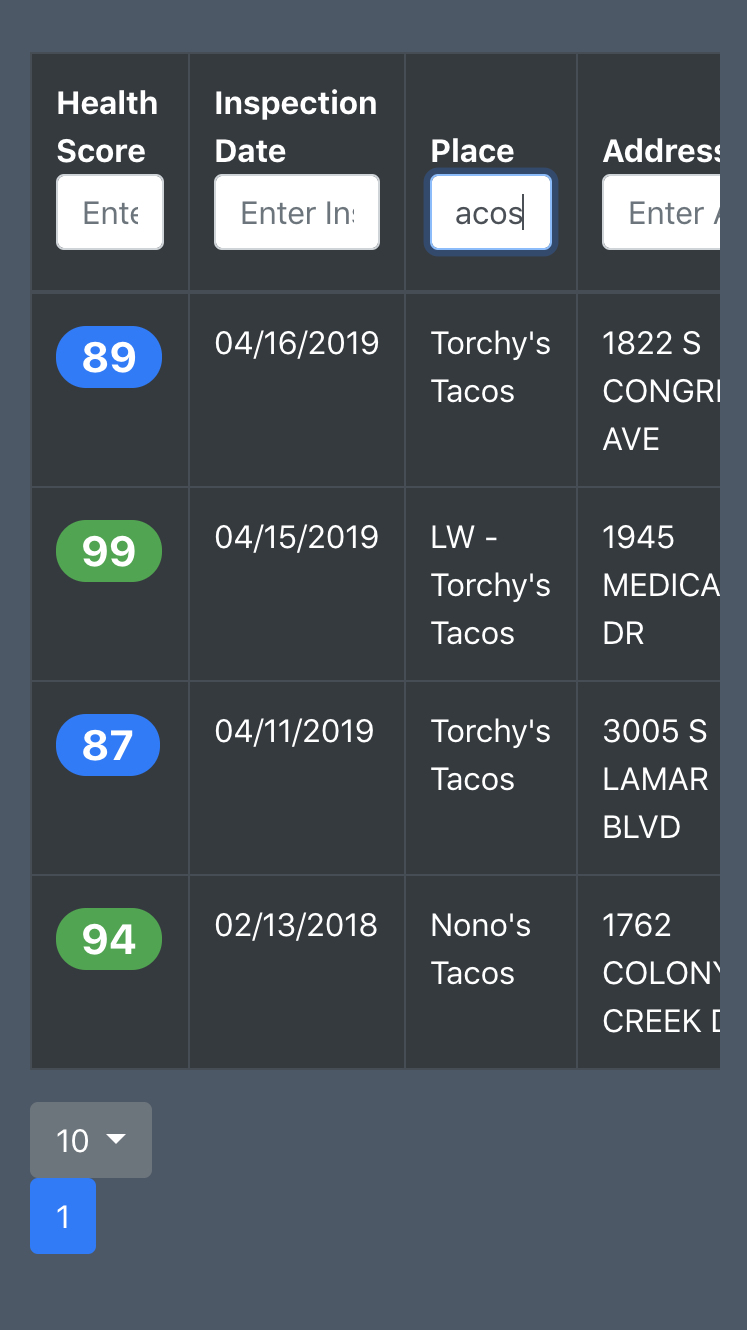 Health
Score
Inspection
Date
Place
Address
Ente
Enter Ins
acos
Enter A
89
04/16/2019
Torchy's
Tacos
1822 S
CONGR
AVE
99
04/15/2019
LW -
Torchy's
Tacos
1945
MEDICA
DR
87
04/11/2019
Torchy's
Tacos
3005 S
LAMAR
BLVD
94
02/13/2018
Nono's
Tacos
1762
COLONY
CREEK D
10
1